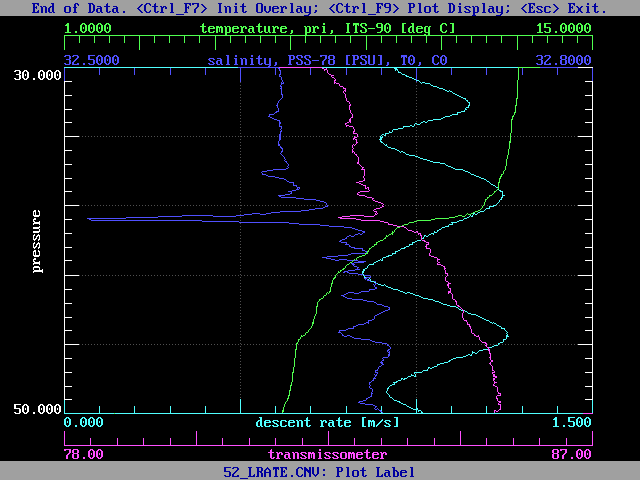 End of Data. <Ctrl_F7> Init Overlay; <Ctrl_F9> Plot Display; <Esc> Exit.
1.0000 temperature, pri, ITS-90 [deg C] 15.0000
32.5000 salinity, PSS-78 [PSU], T0, C0 32.8000
30.000
pressure
50.000
0.000 descent rate [m/s] 1.500
78.00 transmissometer 87.00
52_LRATE.CNV: Plot Label